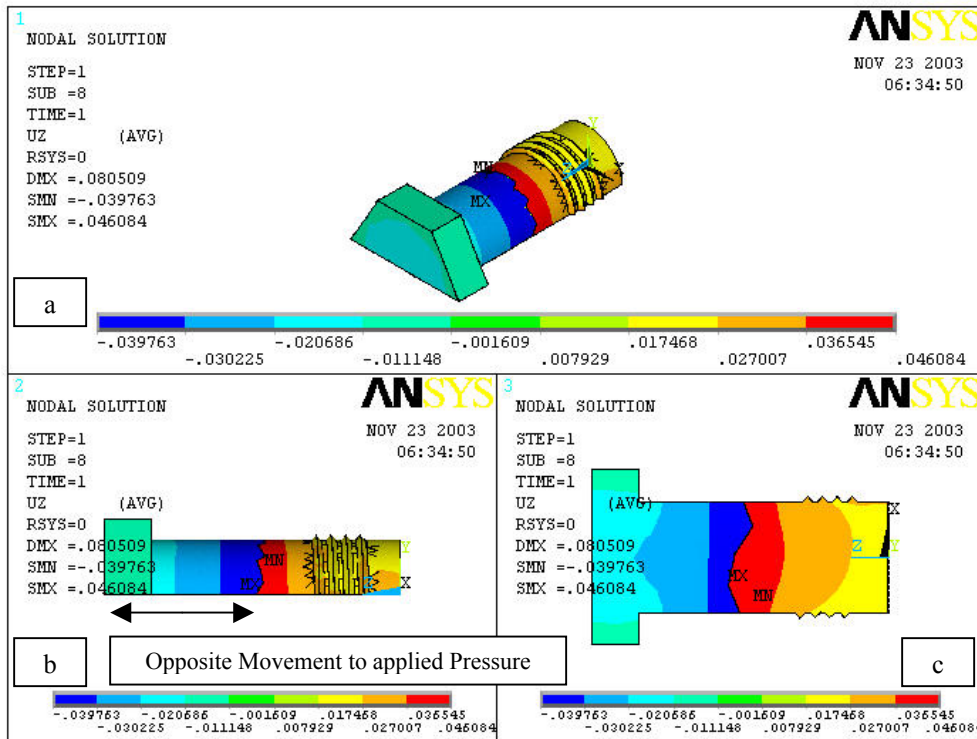 1
ANSYS
NODAL SOLUTION
NOV 23 2003
06:34:50
STEP=1
SUB =8
TIME=1
UZ (AVG)
RSYS=0
DMX =.080509
SMN =-.039763
SMX =.046084
Y
MN
Z
X
MX
a
-.039763 -.020686 -.001609 .017468 .036545
-.030225 -.011148 .007929 .027007 .046084
2
ANSYS
NODAL SOLUTION
NOV 23 2003
06:34:50
STEP=1
SUB =8
TIME=1
UZ (AVG)
RSYS=0
DMX =.080509
SMN =-.039763
SMX =.046084
Y
MN
MX
Z
X
b
Opposite Movement to applied Pressure
-.039763 -.020686 -.001609 .017468 .036545
-.030225 -.011148 .007929 .027007 .046084
3
ANSYS
NODAL SOLUTION
NOV 23 2003
06:34:50
STEP=1
SUB =8
TIME=1
UZ (AVG)
RSYS=0
DMX =.080509
SMN =-.039763
SMX =.046084
X
Z
Y
MX
MN
c
-.039763 -.020686 -.001609 .017468 .036545
-.030225 -.011148 .007929 .027007 .046084